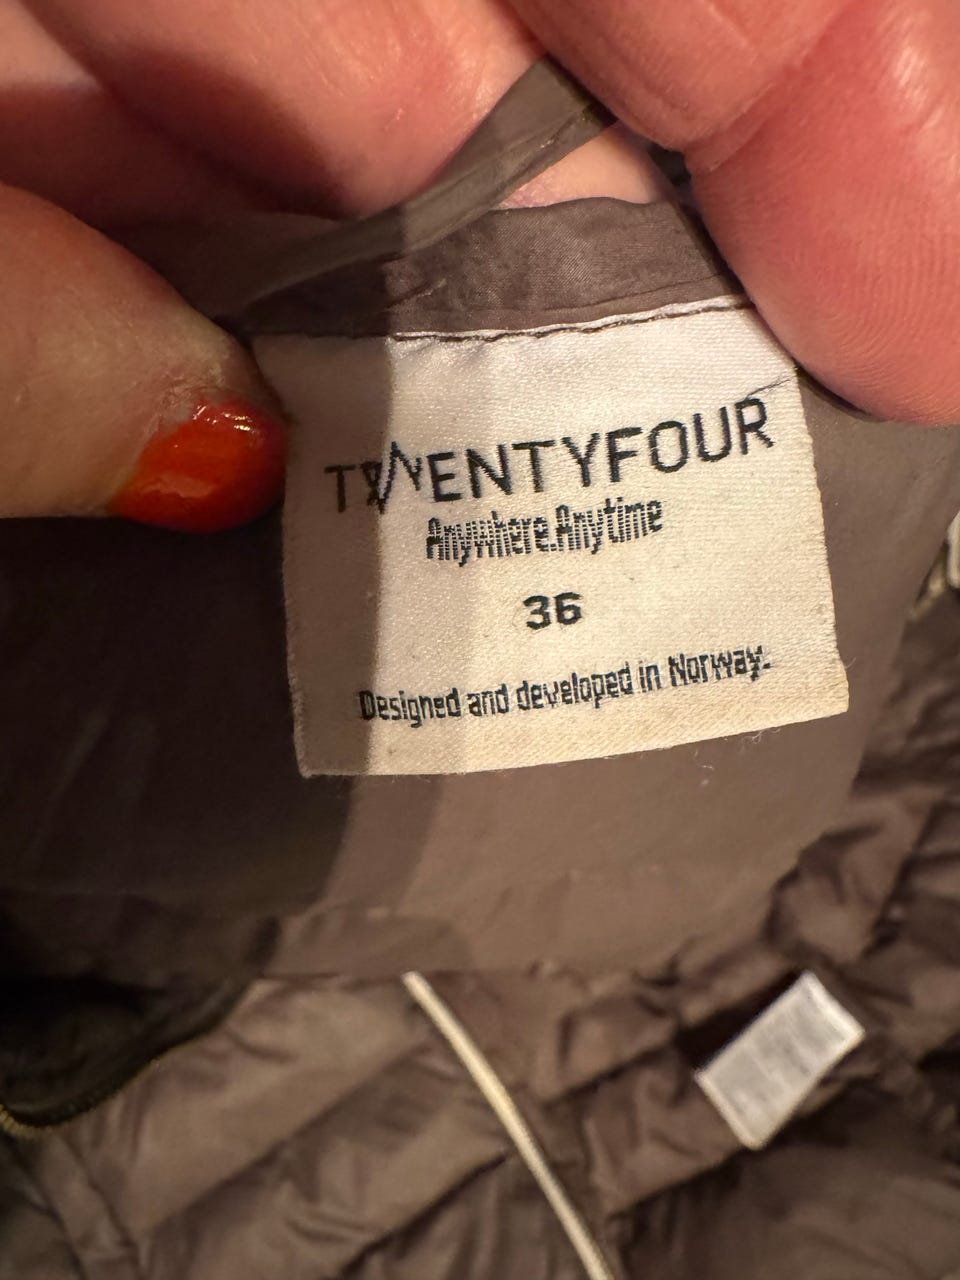 TWENTYFOUR
Anywhere.Anytime
36
Designed and developed in Norway.